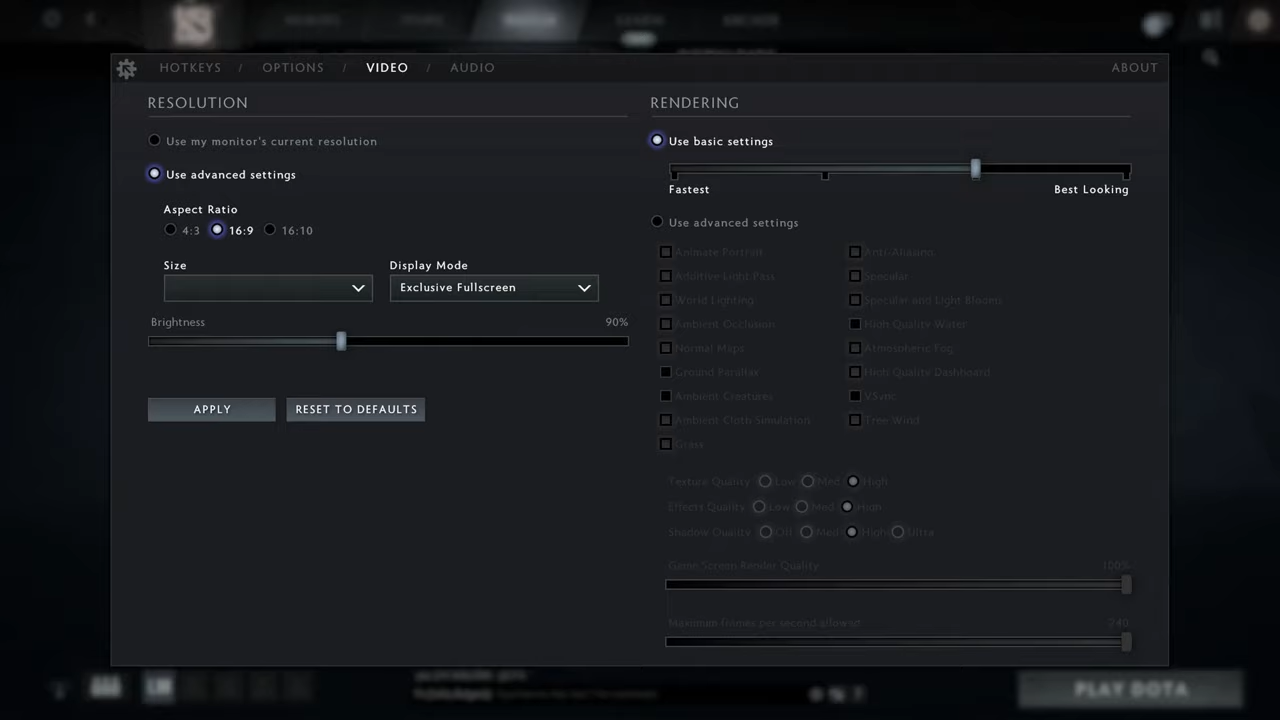 HOTKEYS / OPTIONS / VIDEO / AUDIO ABOUT
RESOLUTION
Use my monitor's current resolution
Use advanced settings
Aspect Ratio
4:3 16:9 16:10
Size Display Mode
Exclusive Fullscreen
Brightness 90%
APPLY RESET TO DEFAULTS
RENDERING
Use basic settings
Fastest Best Looking
Use advanced settings
Animate Portrait Anti-Aliasing
Additive Light Pass Specular
World Lighting Specular and Light Blooms
Ambient Occlusion High Quality Water
Normal Maps Atmospheric Fog
Ground Parallax High Quality Dashboard
Ambient Creatures VSync
Ambient Cloth Simulation Tree Wind
Grass
Texture Quality Low Med High
Effects Quality Low Med High
Shadow Quality Off Med High Ultra
Game Screen Render Quality 100%
Maximum frames per second allowed 240
PLAY DOTA